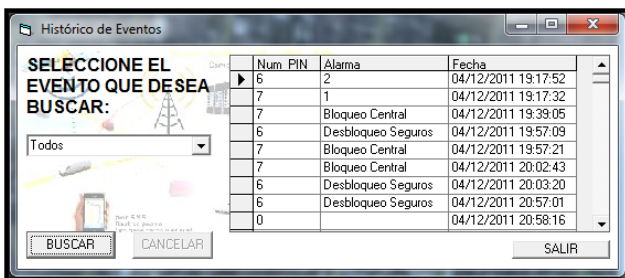 Histórico de Eventos
SELECCIONE EL
EVENTO QUE DESEA
BUSCAR:
Todos
BUSCAR CANCELAR
Num PIN Alarma Fecha
6 2 04/12/2011 19:17:52
7 1 04/12/2011 19:17:32
7 Bloqueo Central 04/12/2011 19:39:05
6 Desbloqueo Seguros 04/12/2011 19:57:09
7 Bloqueo Central 04/12/2011 19:57:21
7 Bloqueo Central 04/12/2011 20:02:43
6 Desbloqueo Seguros 04/12/2011 20:03:20
6 Desbloqueo Seguros 04/12/2011 20:57:01
0 04/12/2011 20:58:16
SALIR